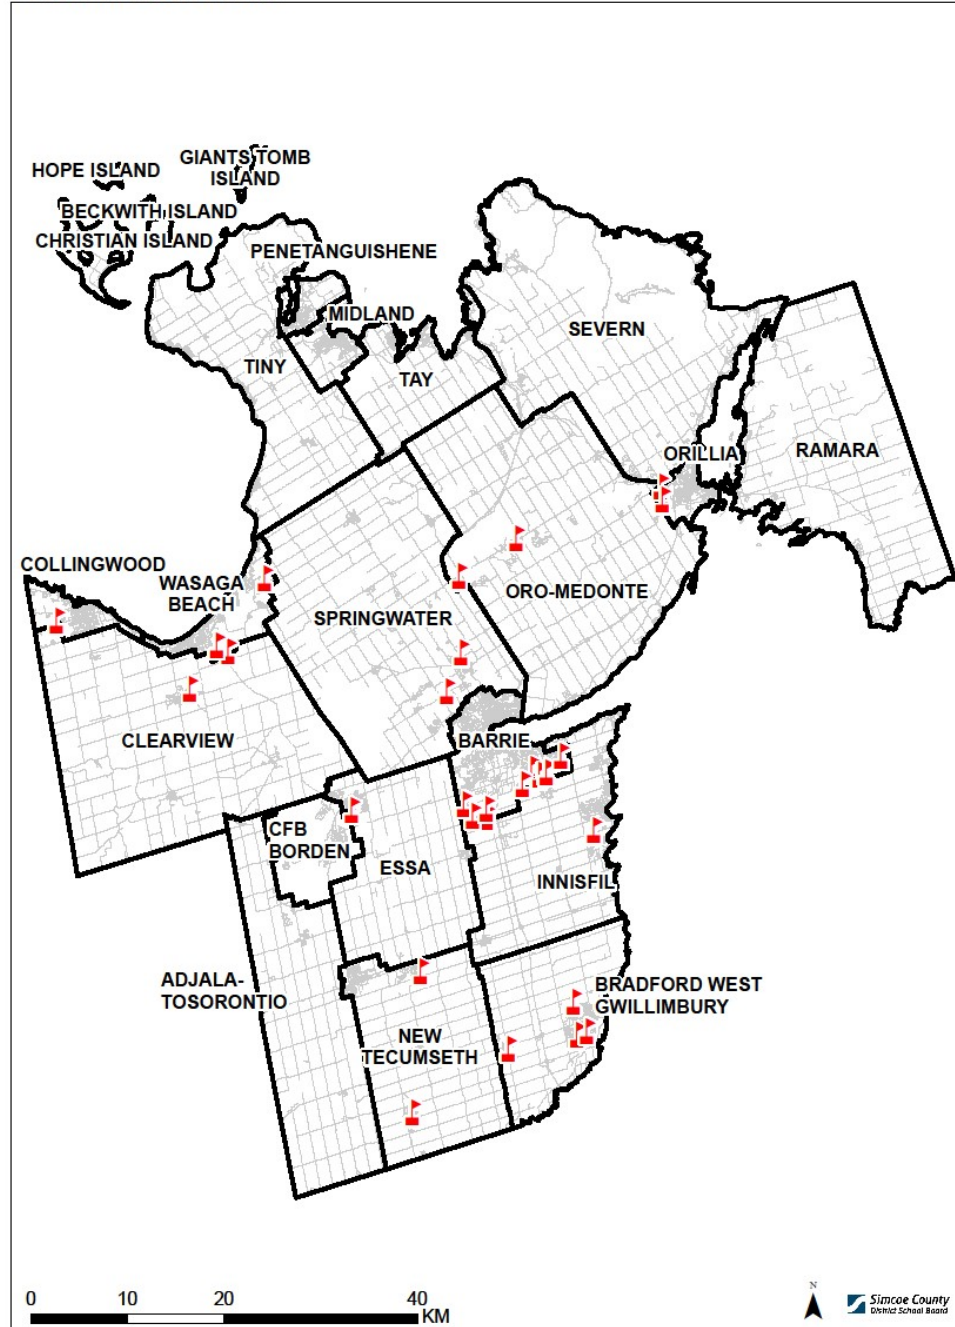 HOPE ISLAND
GIANTS TOMB
ISLAND
BECKWITH ISLAND
CHRISTIAN ISLAND
PENETANGUISHENE
MIDLAND
SEVERN
TINY
TAY
ORILLIA
RAMARA
COLLINGWOOD
WASAGA
BEACH
ORO-MEDONTE
SPRINGWATER
CLEARVIEW
BARRIE
CFB
BORDEN
ESSA
INNISFIL
ADJALA-
TOSORONTIO
BRADFORD WEST
GWILLIMBURY
NEW
TECUMSETH
0 10 20 40
KM
N
Simcoe County
District School Board